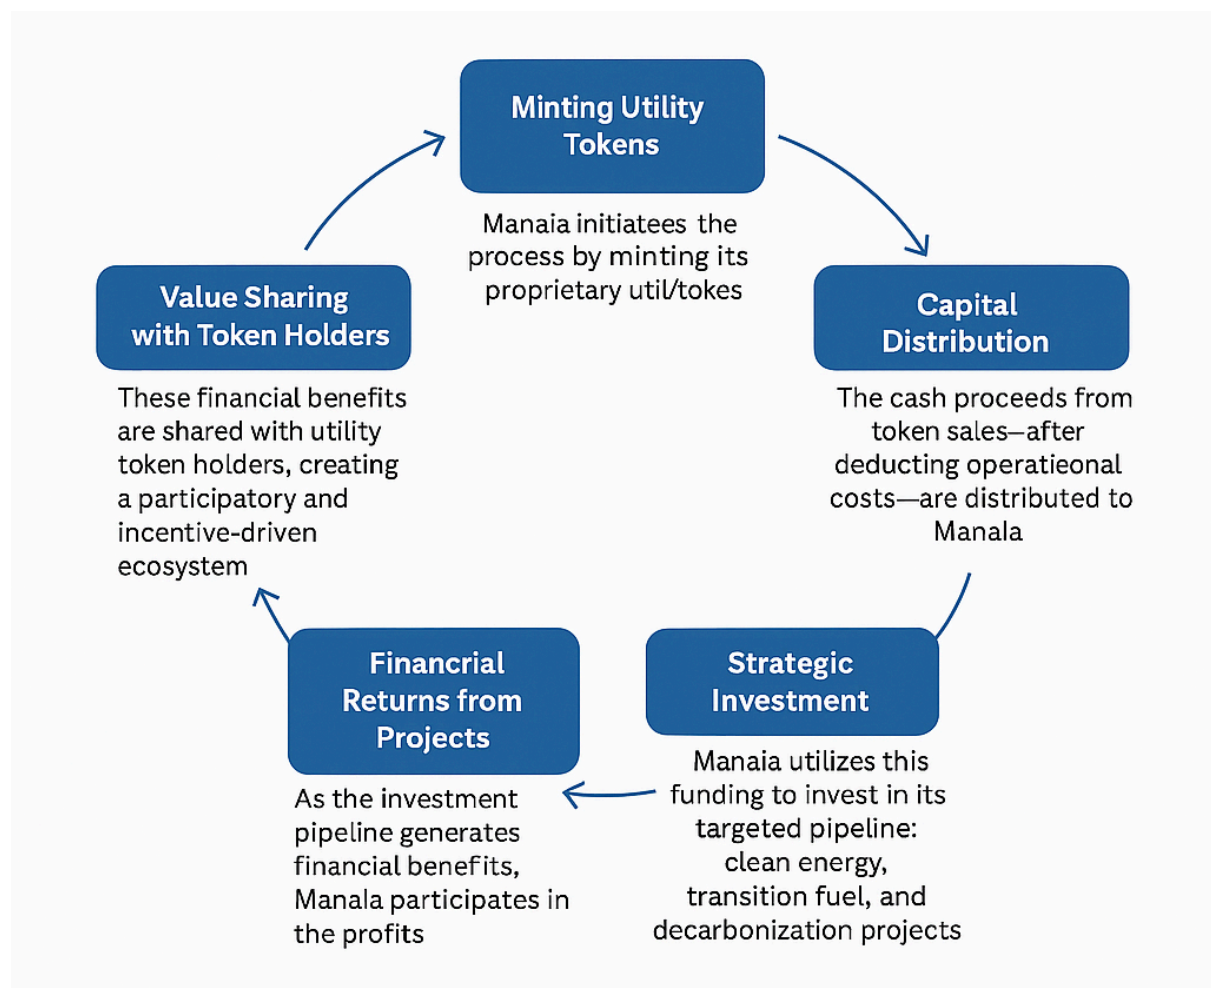 Minting Utility
Tokens
Manaia initiatees the
process by minting its
proprietary util/tokes
Capital
Distribution
The cash proceeds from
token sales—after
deducting operatieonal
costs—are distributed to
Manala
Strategic
Investment
Manaia utilizes this
funding to invest in its
targeted pipeline:
clean energy,
transition fuel, and
decarbonization projects
Financrial
Returns from
Projects
As the investment
pipeline generates
financial benefits,
Manala participates in
the profits
Value Sharing
with Token Holders
These financial benefits
are shared with utility
token holders, creating
a participatory and
incentive-driven
ecosystem